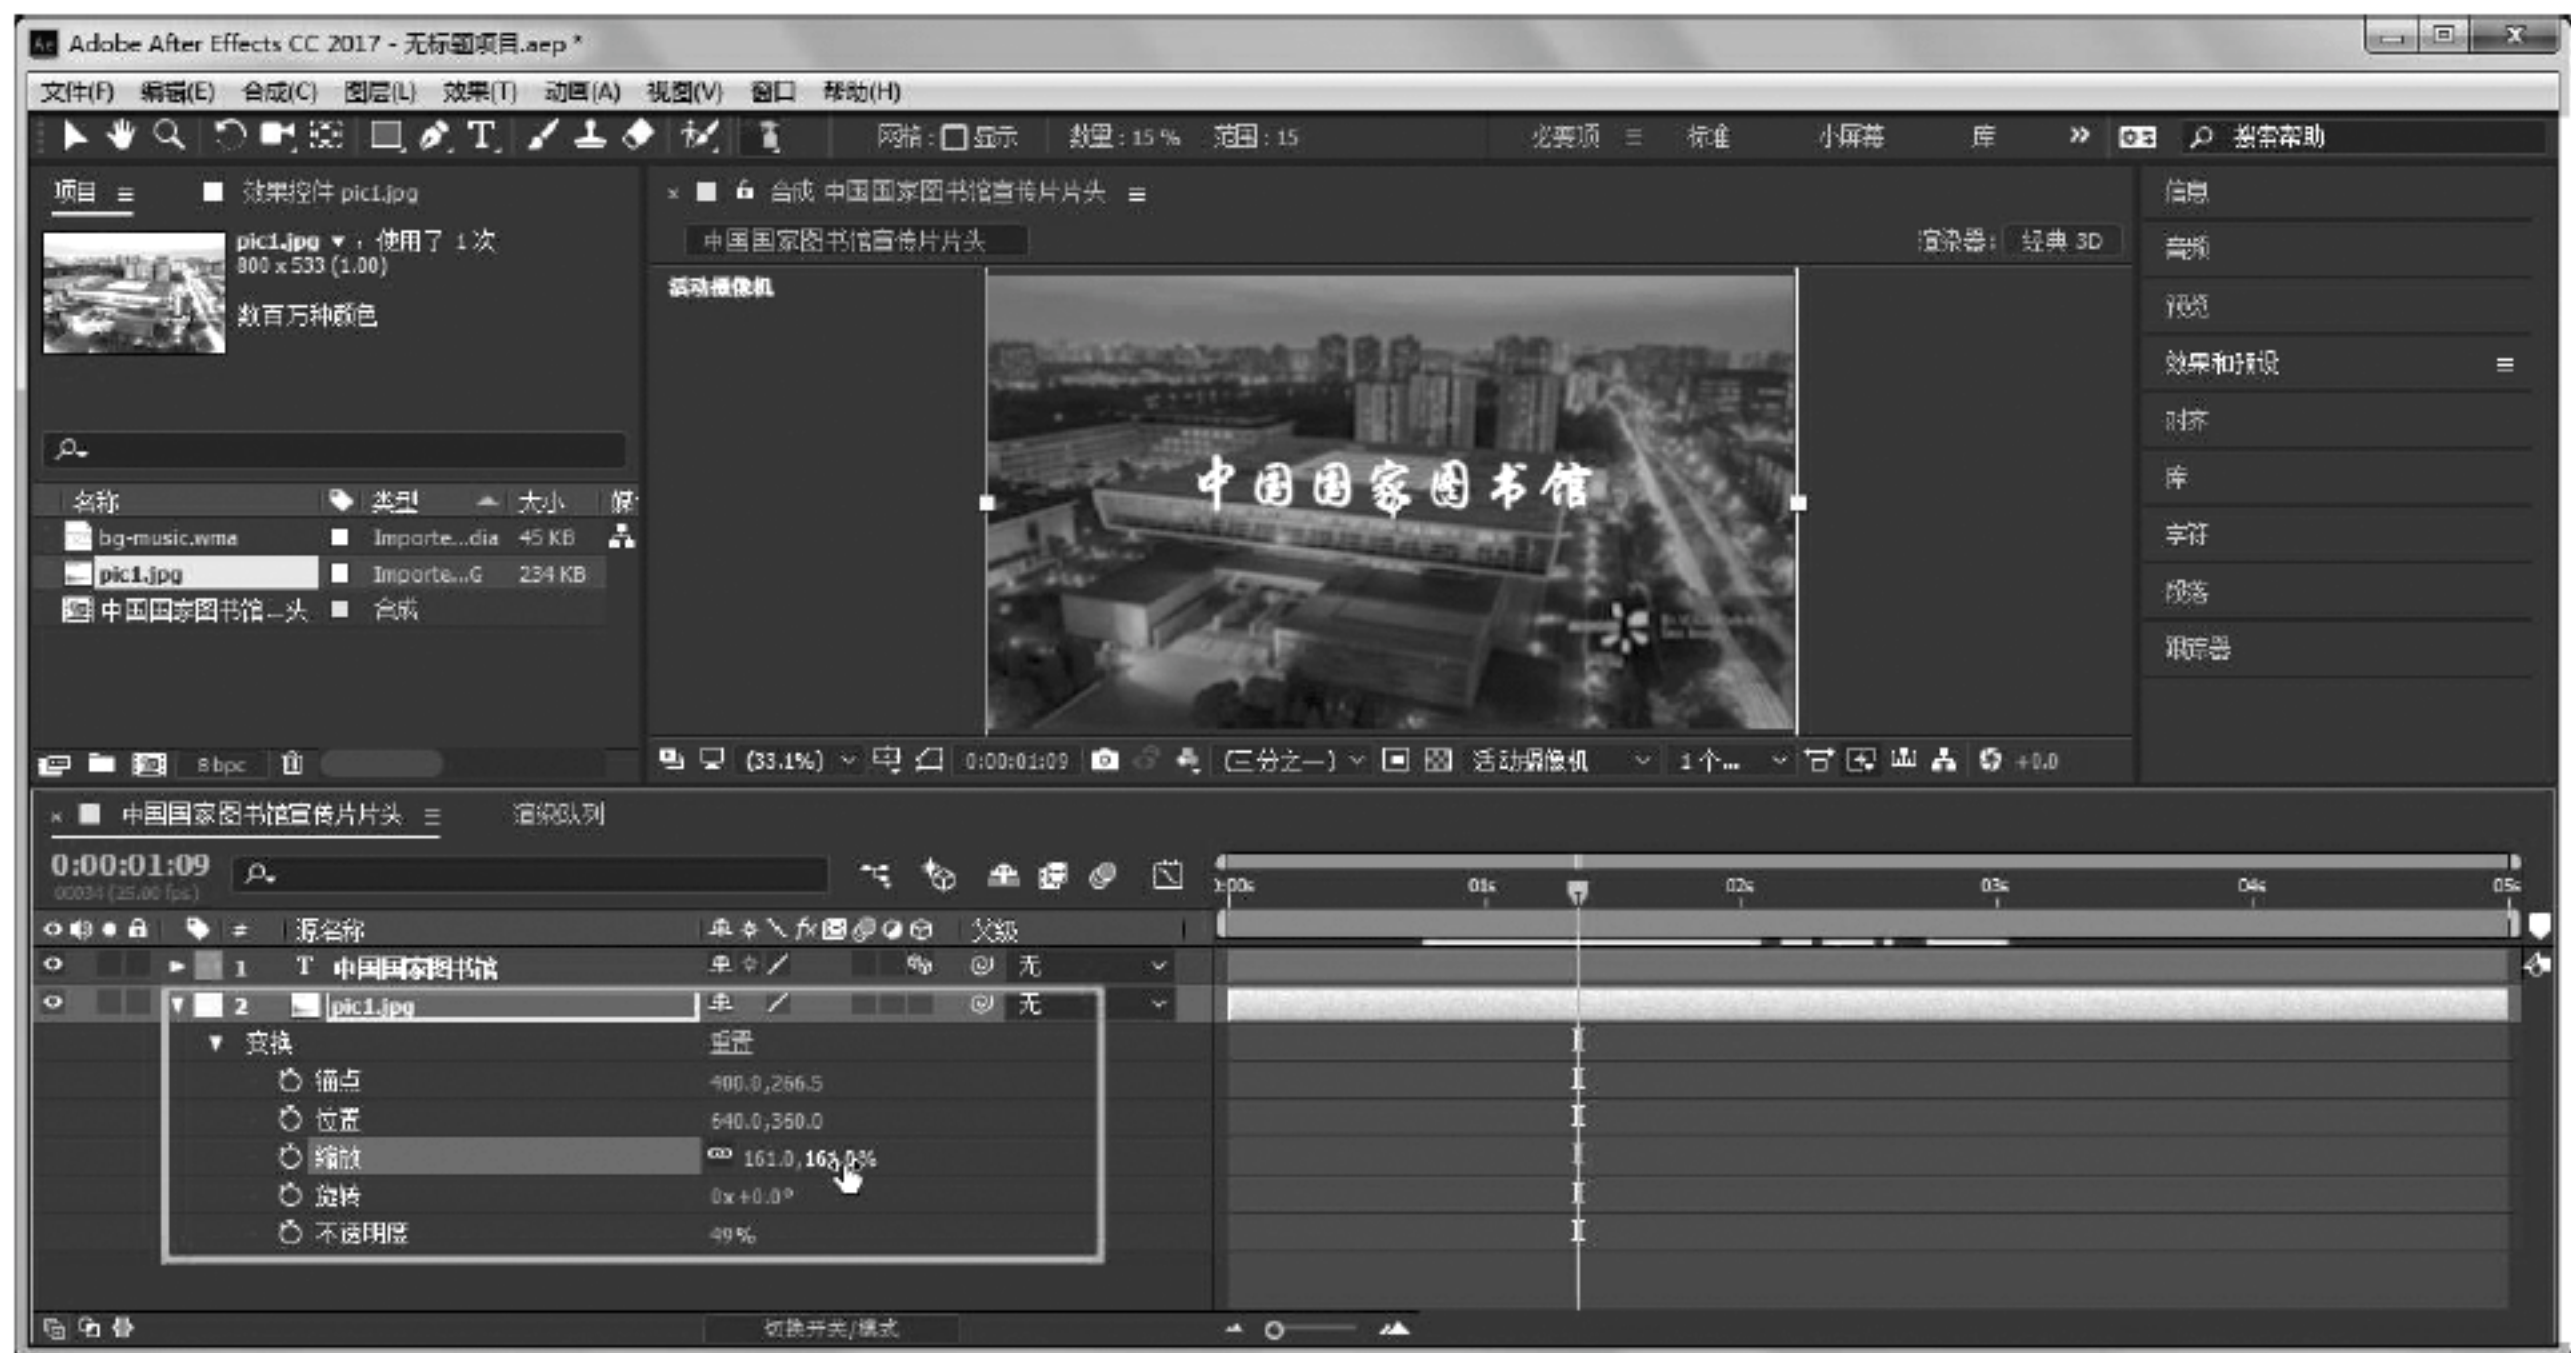 Adobe After Effects CC 2017 - 无标题项目.aep *
文件(F) 编辑(E) 合成(C) 图层(L) 效果(T) 动画(A) 视图(V) 窗口 帮助(H)
网格: 显示 数量: 15 % 范围: 15 必要项 标准 小屏幕 库 搜索帮助
项目 效果控件 pic1.jpg
pic1.jpg ▼, 使用了 1 次
800 x 533 (1.00)
数百万种颜色
名称 类型 大小 媒
bg-music.wma Importe...dia 45 KB
pic1.jpg Importe...G 234 KB
中国国家图书馆...头 合成
8 bpc
合成 中国国家图书馆宣传片片头
中国国家图书馆宣传片片头
渲染器: 经典 3D
活动摄像机
中国国家图书馆
(33.1%) 0:00:01:09 (三分之一) 活动摄像机 1个... +0.0
信息
音频
预览
效果和预设
对齐
库
字符
段落
跟踪器
中国国家图书馆宣传片片头 渲染队列
0:00:01:09
00034 (25.00 fps)
:00s 01s 02s 03s 04s 05s
# 源名称 父级
1 T 中国国家图书馆 无
2 pic1.jpg 无
变换 重置
锚点 400.0,266.5
位置 640.0,360.0
缩放 161.0,161.0%
旋转 0x+0.0°
不透明度 49%
切换开关/模式